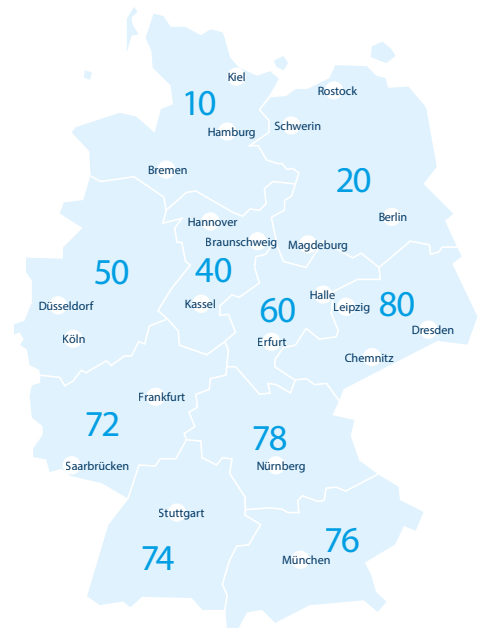 Kiel
Rostock
10
Schwerin
Hamburg
Bremen
20
Berlin
Hannover
Braunschweig
Magdeburg
50
40
Halle
Düsseldorf
Kassel
60
Leipzig
80
Dresden
Köln
Erfurt
Chemnitz
Frankfurt
72
78
Saarbrücken
Nürnberg
Stuttgart
76
74
München